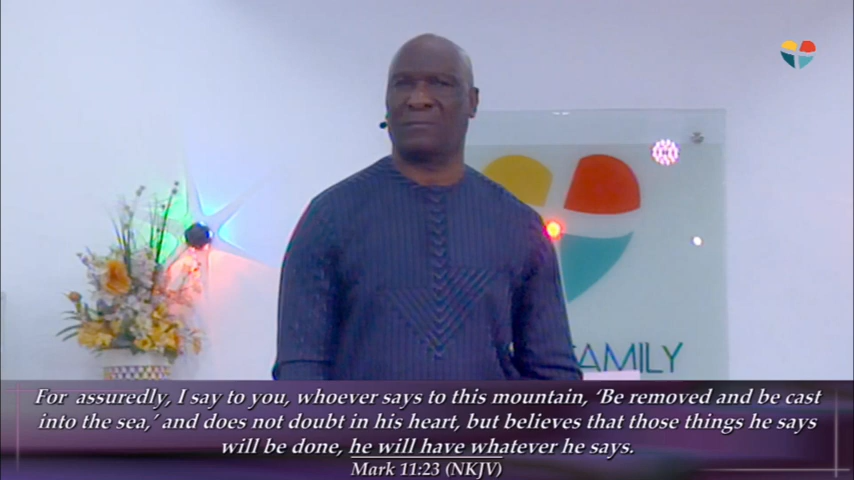 FAMILY
For assuredly, I say to you, whoever says to this mountain, ‘Be removed and be cast
into the sea,’ and does not doubt in his heart, but believes that those things he says
will be done, he will have whatever he says.
Mark 11:23 (NKJV)